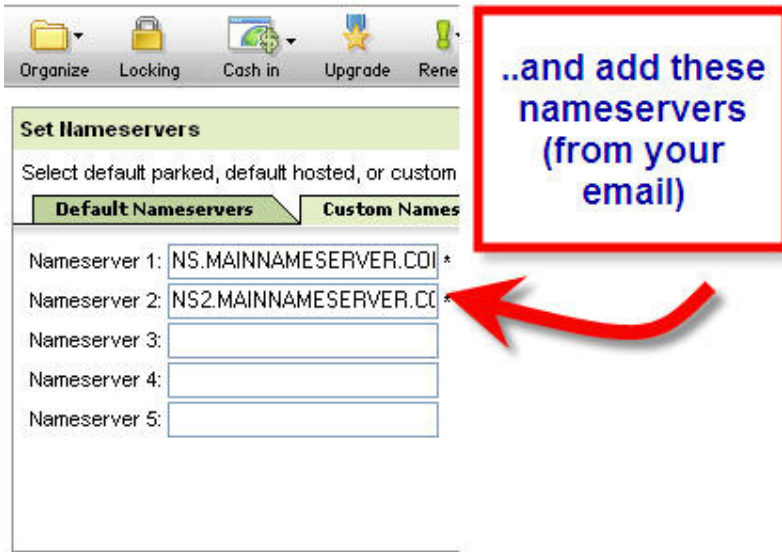 Organize Locking Cash in Upgrade Rene
..and add these
nameservers
(from your
email)
Set Nameservers
Select default parked, default hosted, or custom
Default Nameservers Custom Names
Nameserver 1: NS.MAINNAMESERVER.COI *
Nameserver 2: NS2.MAINNAMESERVER.CO *
Nameserver 3:
Nameserver 4:
Nameserver 5: